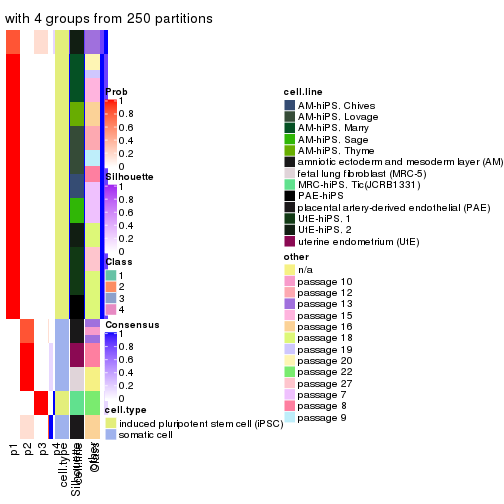 with 4 groups from 250 partitions
Prob
1
0.8
0.6
0.4
0.2
0
Silhouette
1
0.8
0.6
0.4
0.2
0
Class
1
2
3
4
Consensus
1
0.8
0.6
0.4
0.2
0
cell.type
induced pluripotent stem cell (iPSC)
somatic cell
cell.line
AM-hiPS. Chives
AM-hiPS. Lovage
AM-hiPS. Marry
AM-hiPS. Sage
AM-hiPS. Thyme
amniotic ectoderm and mesoderm layer (AM)
fetal lung fibroblast (MRC-5)
MRC-hiPS. Tic(JCRB1331)
PAE-hiPS
placental artery-derived endothelial (PAE)
UtE-hiPS. 1
UtE-hiPS. 2
uterine endometrium (UtE)
other
n/a
passage 10
passage 12
passage 13
passage 15
passage 16
passage 18
passage 19
passage 20
passage 22
passage 27
passage 7
passage 8
passage 9
p1
p2
p3
p4
cell.type
Silhouette
cell.line
other
Class